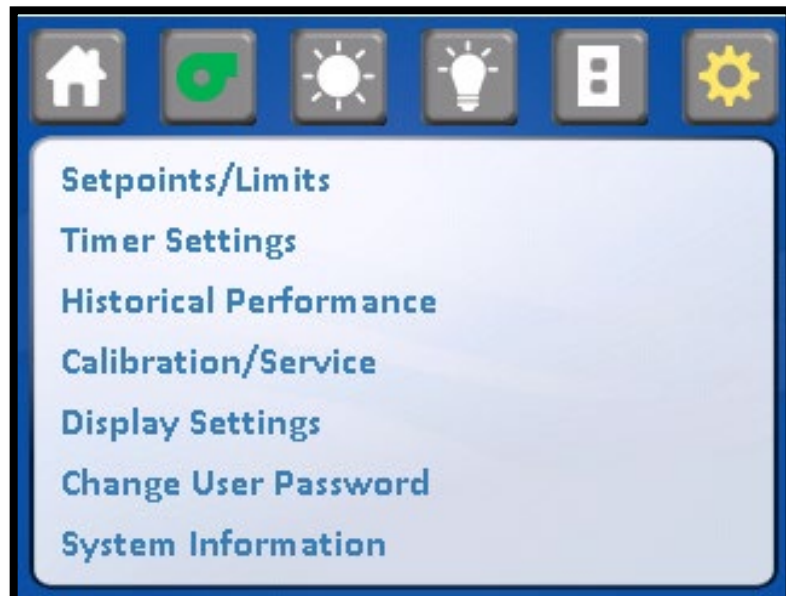 Setpoints/Limits
Timer Settings
Historical Performance
Calibration/Service
Display Settings
Change User Password
System Information